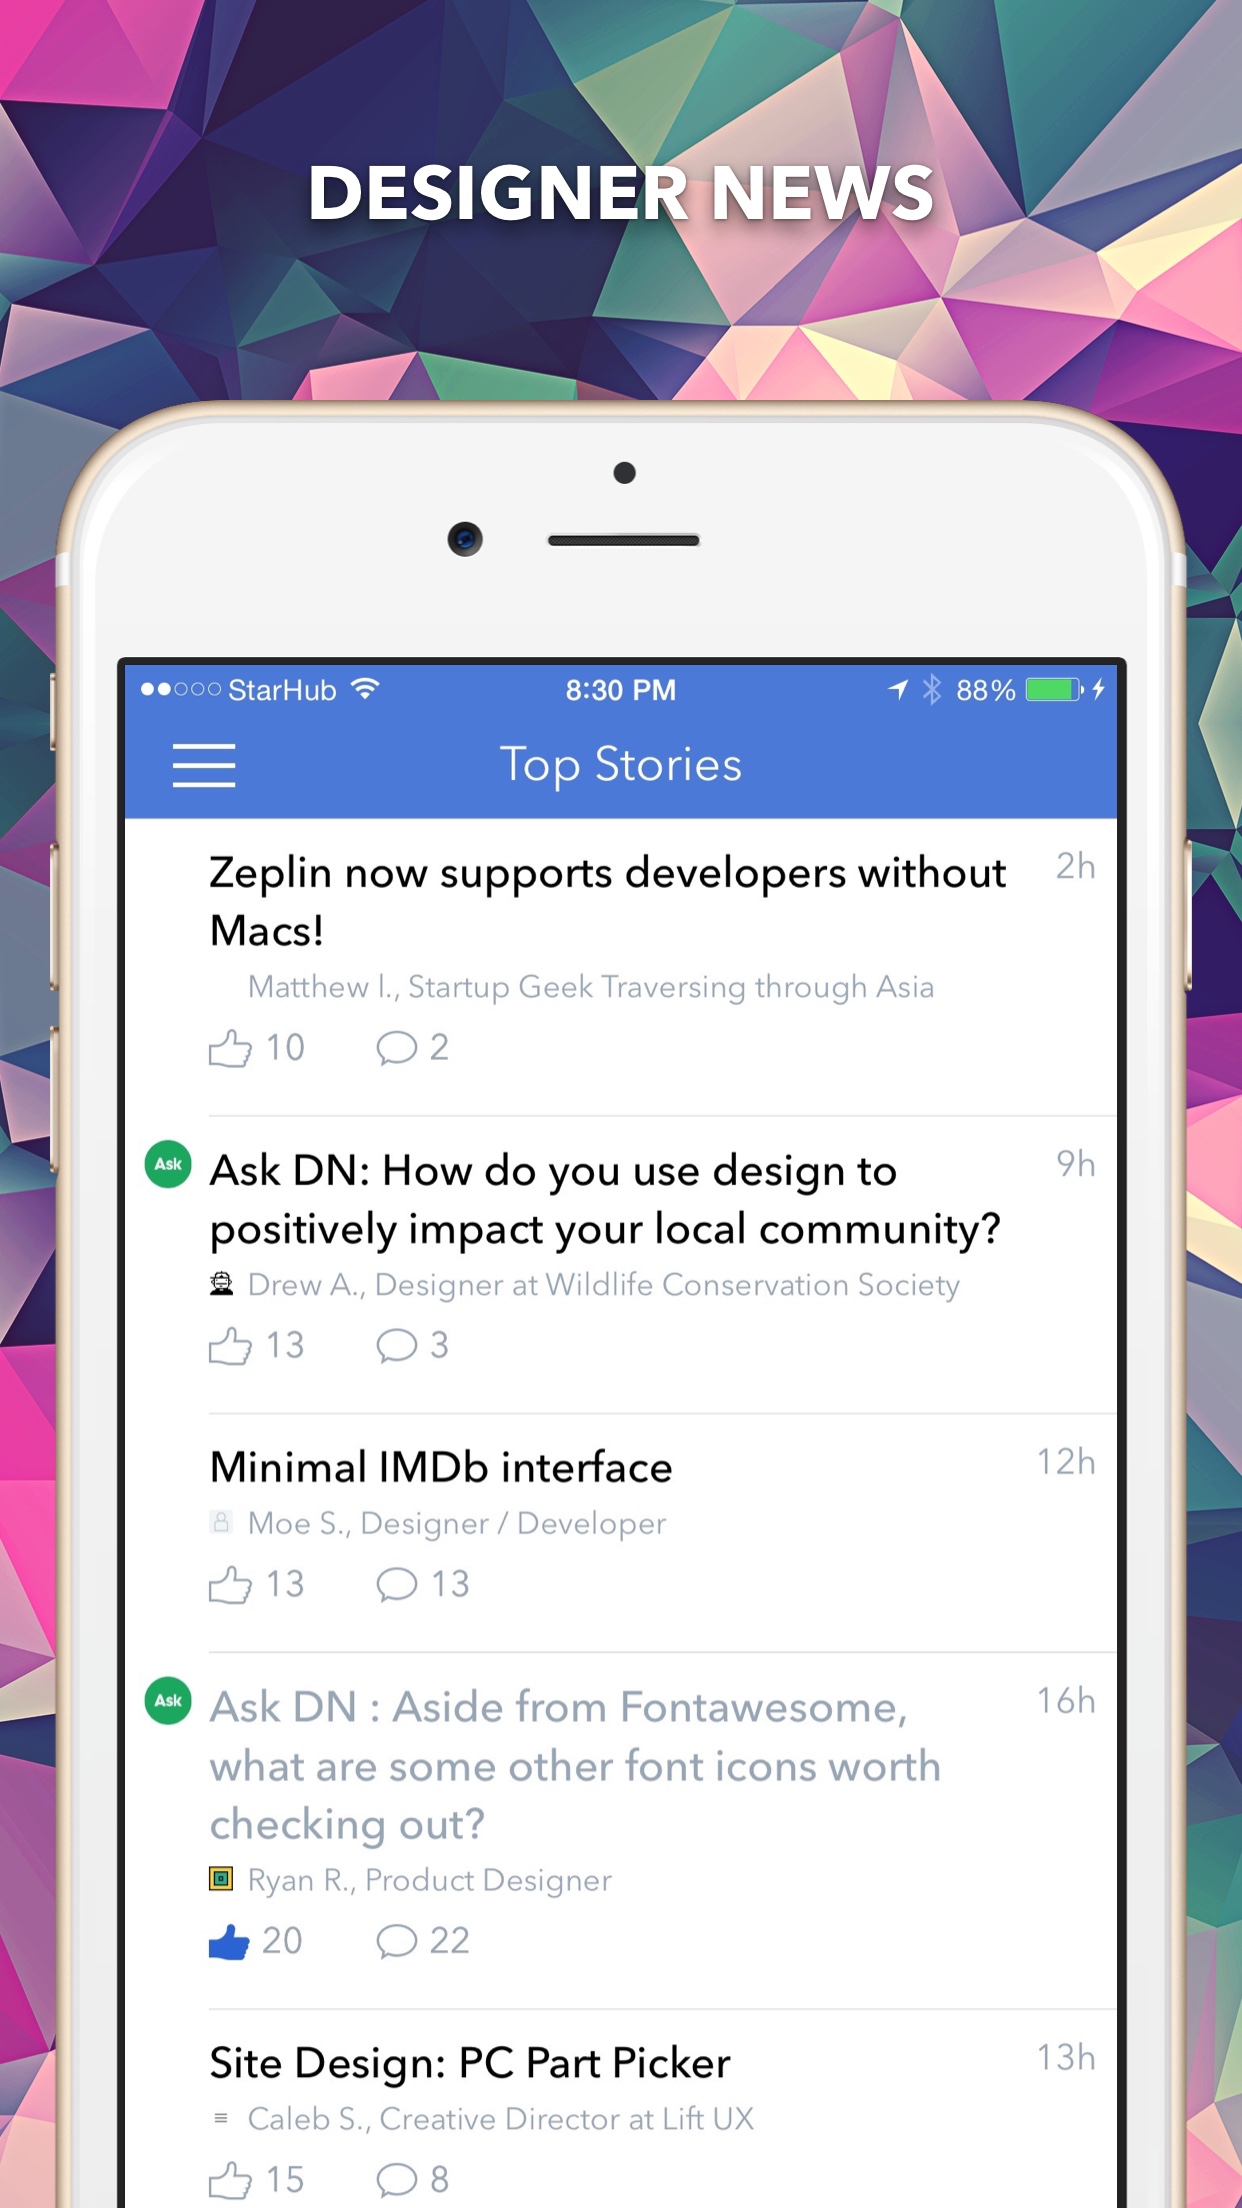 DESIGNER NEWS
StarHub 8:30 PM 88%
Top Stories
Zeplin now supports developers without 2h
Macs!
Matthew l., Startup Geek Traversing through Asia
10 2
Ask Ask DN: How do you use design to 9h
positively impact your local community?
Drew A., Designer at Wildlife Conservation Society
13 3
Minimal IMDb interface 12h
Moe S., Designer / Developer
13 13
Ask Ask DN : Aside from Fontawesome, 16h
what are some other font icons worth
checking out?
Ryan R., Product Designer
20 22
Site Design: PC Part Picker 13h
Caleb S., Creative Director at Lift UX
15 8